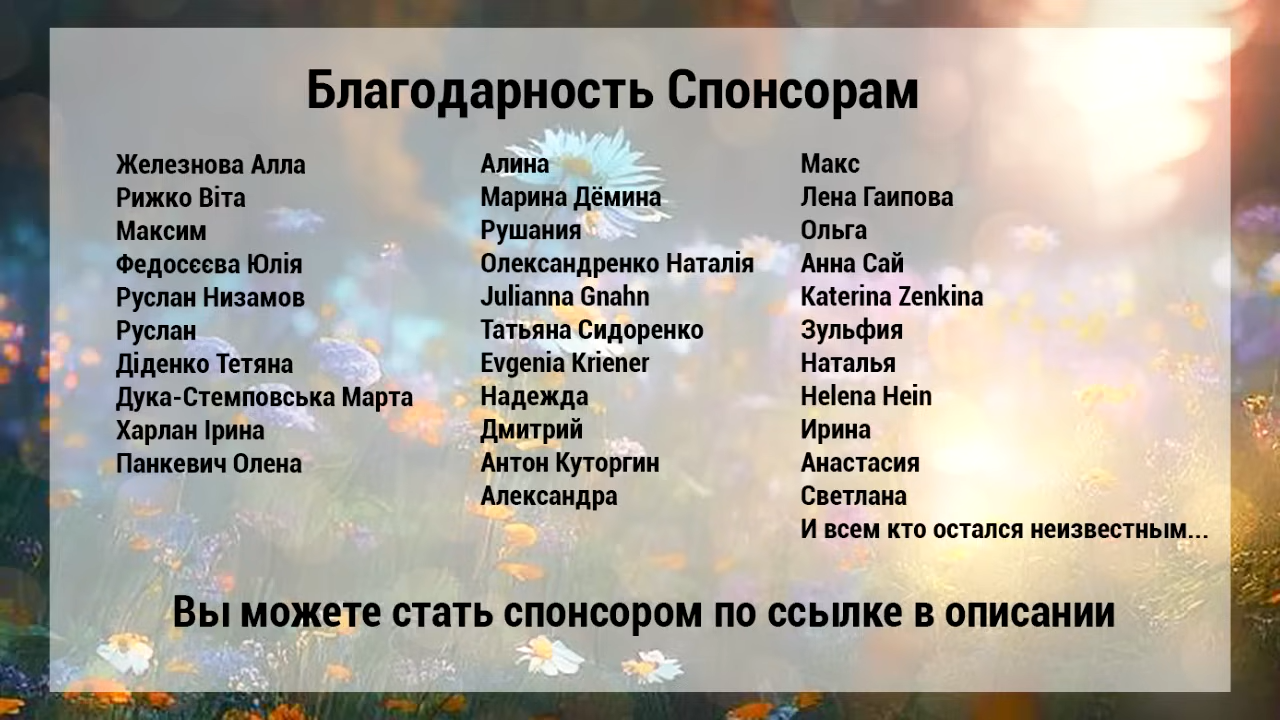 Благодарность Спонсорам
Железнова Алла
Рижко Віта
Максим
Федосєєва Юлія
Руслан Низамов
Руслан
Діденко Тетяна
Дука-Стемповська Марта
Харлан Ірина
Панкевич Олена
Алина
Марина Дёмина
Рушания
Олександренко Наталія
Julianna Gnahn
Татьяна Сидоренко
Evgenia Kriener
Надежда
Дмитрий
Антон Куторгин
Александра
Макс
Лена Гаипова
Ольга
Анна Сай
Katerina Zenkina
Зульфия
Наталья
Helena Hein
Ирина
Анастасия
Светлана
И всем кто остался неизвестным...
Вы можете стать спонсором по ссылке в описании